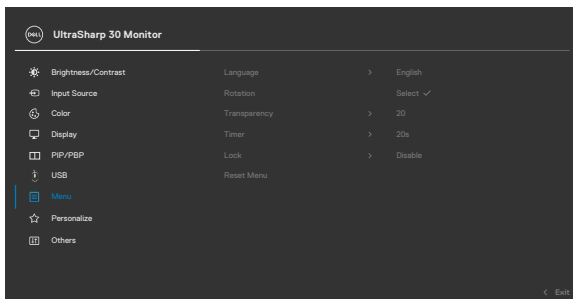 DELL UltraSharp 30 Monitor
Brightness/Contrast Language > English
Input Source Rotation Select ✓
Color Transparency > 20
Display Timer > 20s
PIP/PBP Lock > Disable
USB Reset Menu
Menu
Personalize
Others
< Exit